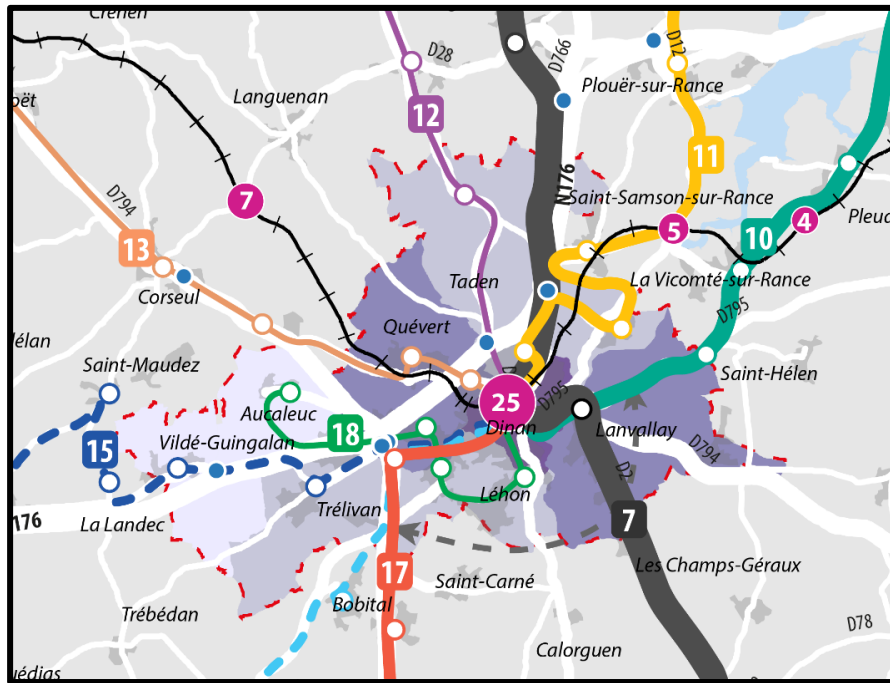 Créhen
D28
D766
D12
oët
Languenan
Plouër-sur-Rance
12
11
N176
7
Saint-Samson-sur-Rance
D794
5
4
10
Pleud
13
Taden
La Vicomté-sur-Rance
Corseul
D795
Quévert
élan
Saint-Maudez
Saint-Hélen
25
D795
Aucaleuc
Dinan
Lanvallay
18
Vildé-Guingalan
D794
15
Léhon
D2
Trélivan
La Landec
176
7
Les Champs-Géraux
17
Saint-Carné
Bobital
Trébédan
D78
Calorguen
uédias